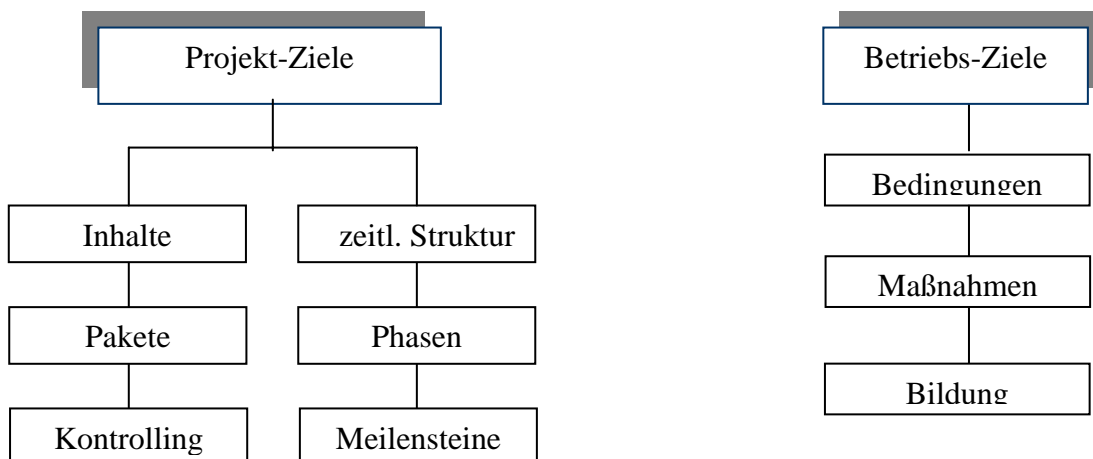 Projekt-Ziele
Betriebs-Ziele
Bedingungen
Inhalte
zeitl. Struktur
Maßnahmen
Pakete
Phasen
Bildung
Kontrolling
Meilensteine